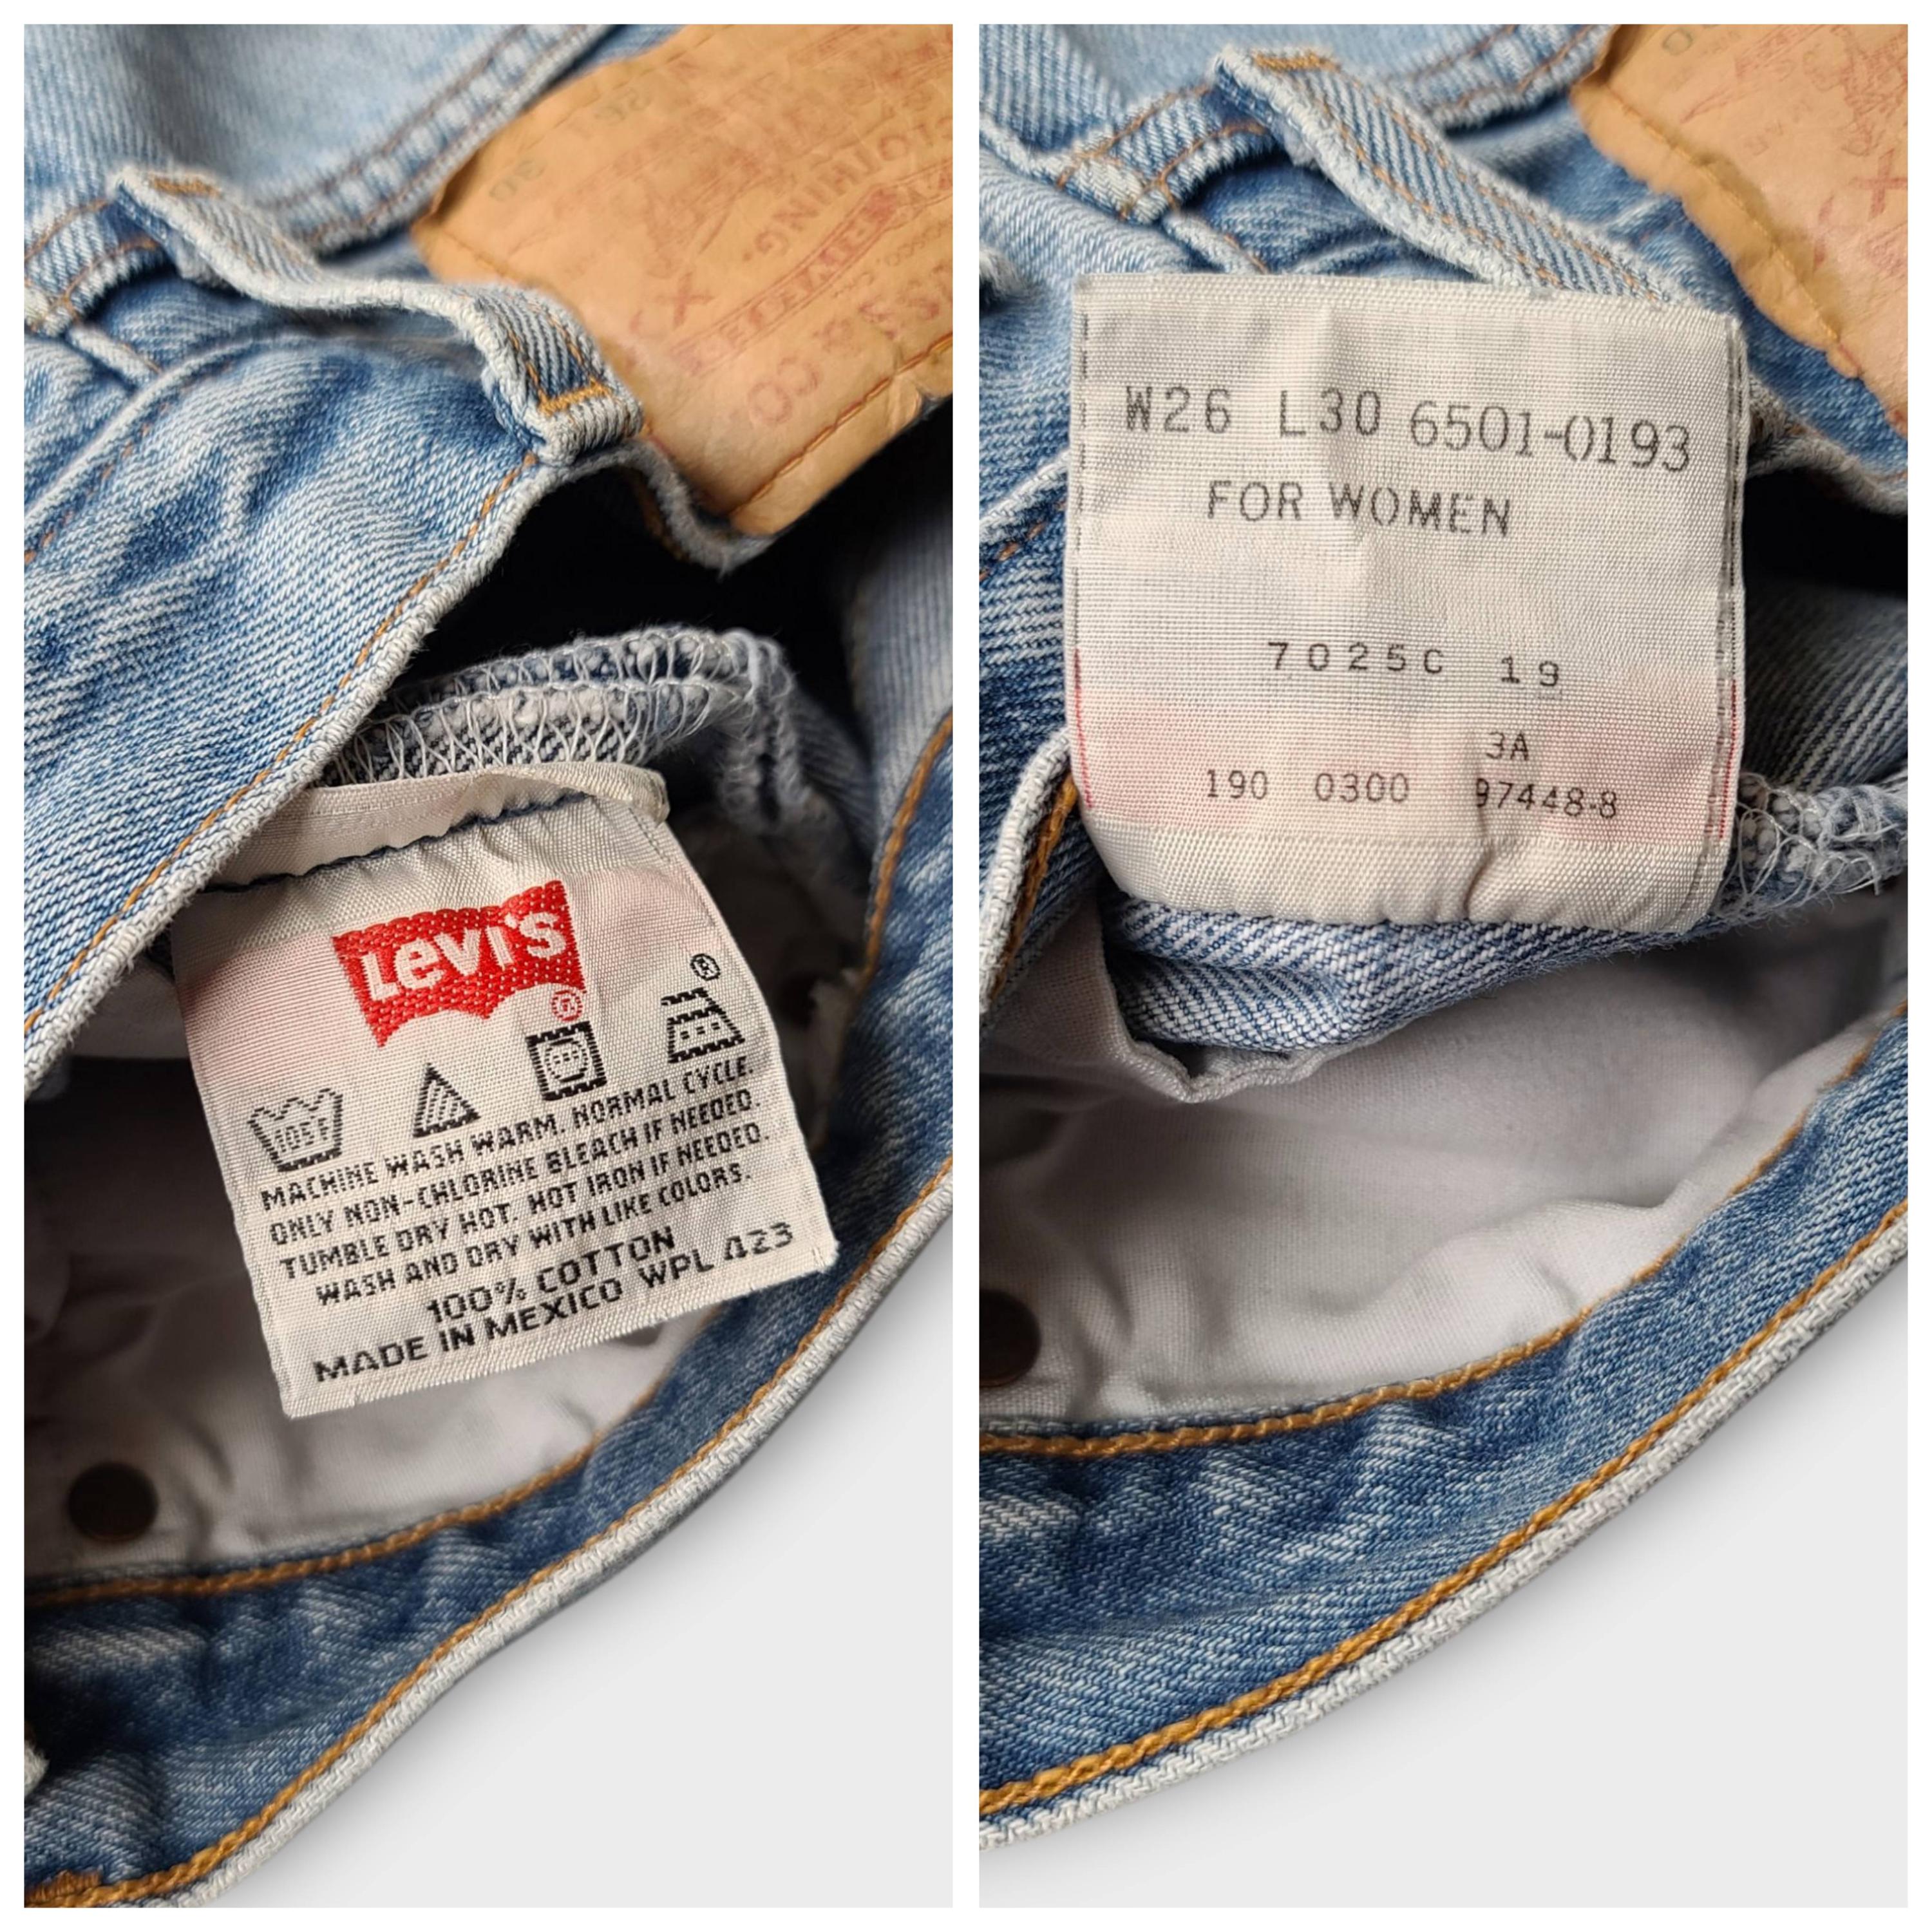 CLOTHING
LEVI'S
®
®
105F
MACHINE WASH WARM. NORMAL CYCLE.
ONLY NON-CHLORINE BLEACH IF NEEDED.
TUMBLE DRY HOT. HOT IRON IF NEEDED.
WASH AND DRY WITH LIKE COLORS.
100% COTTON
MADE IN MEXICO WPL 423
W26 L30 6501-0193
FOR WOMEN
7025C 19
3A
190 0300 97448-8